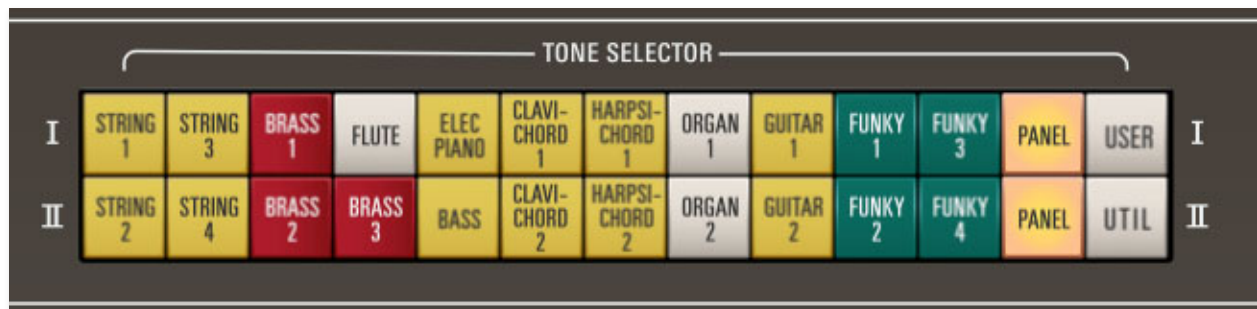 TONE SELECTOR
I STRING 1 STRING 3 BRASS 1 FLUTE ELEC PIANO CLAVI-CHORD 1 HARPSI-CHORD 1 ORGAN 1 GUITAR 1 FUNKY 1 FUNKY 3 PANEL USER I
II STRING 2 STRING 4 BRASS 2 BRASS 3 BASS CLAVI-CHORD 2 HARPSI-CHORD 2 ORGAN 2 GUITAR 2 FUNKY 2 FUNKY 4 PANEL UTIL II